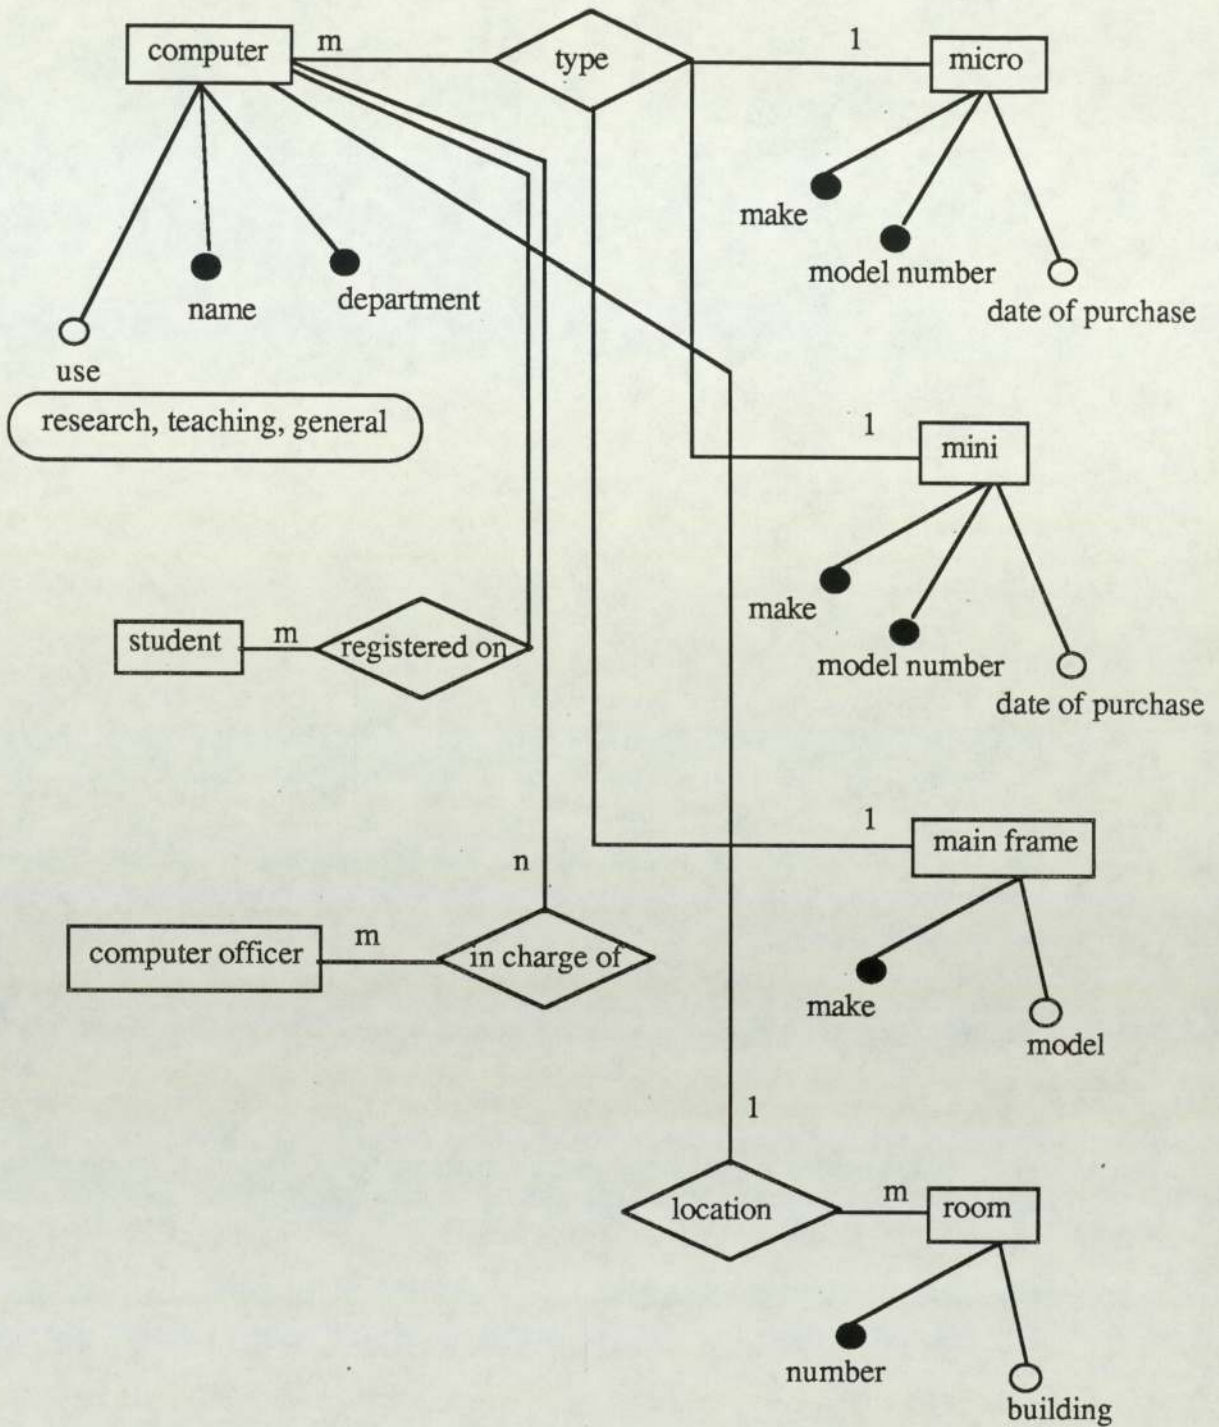 computer
m
type
1
micro
make
model number
date of purchase
name
department
use
research, teaching, general
1
mini
make
model number
date of purchase
student
m
registered on
1
main frame
make
model
n
computer officer
m
in charge of
1
location
m
room
number
building